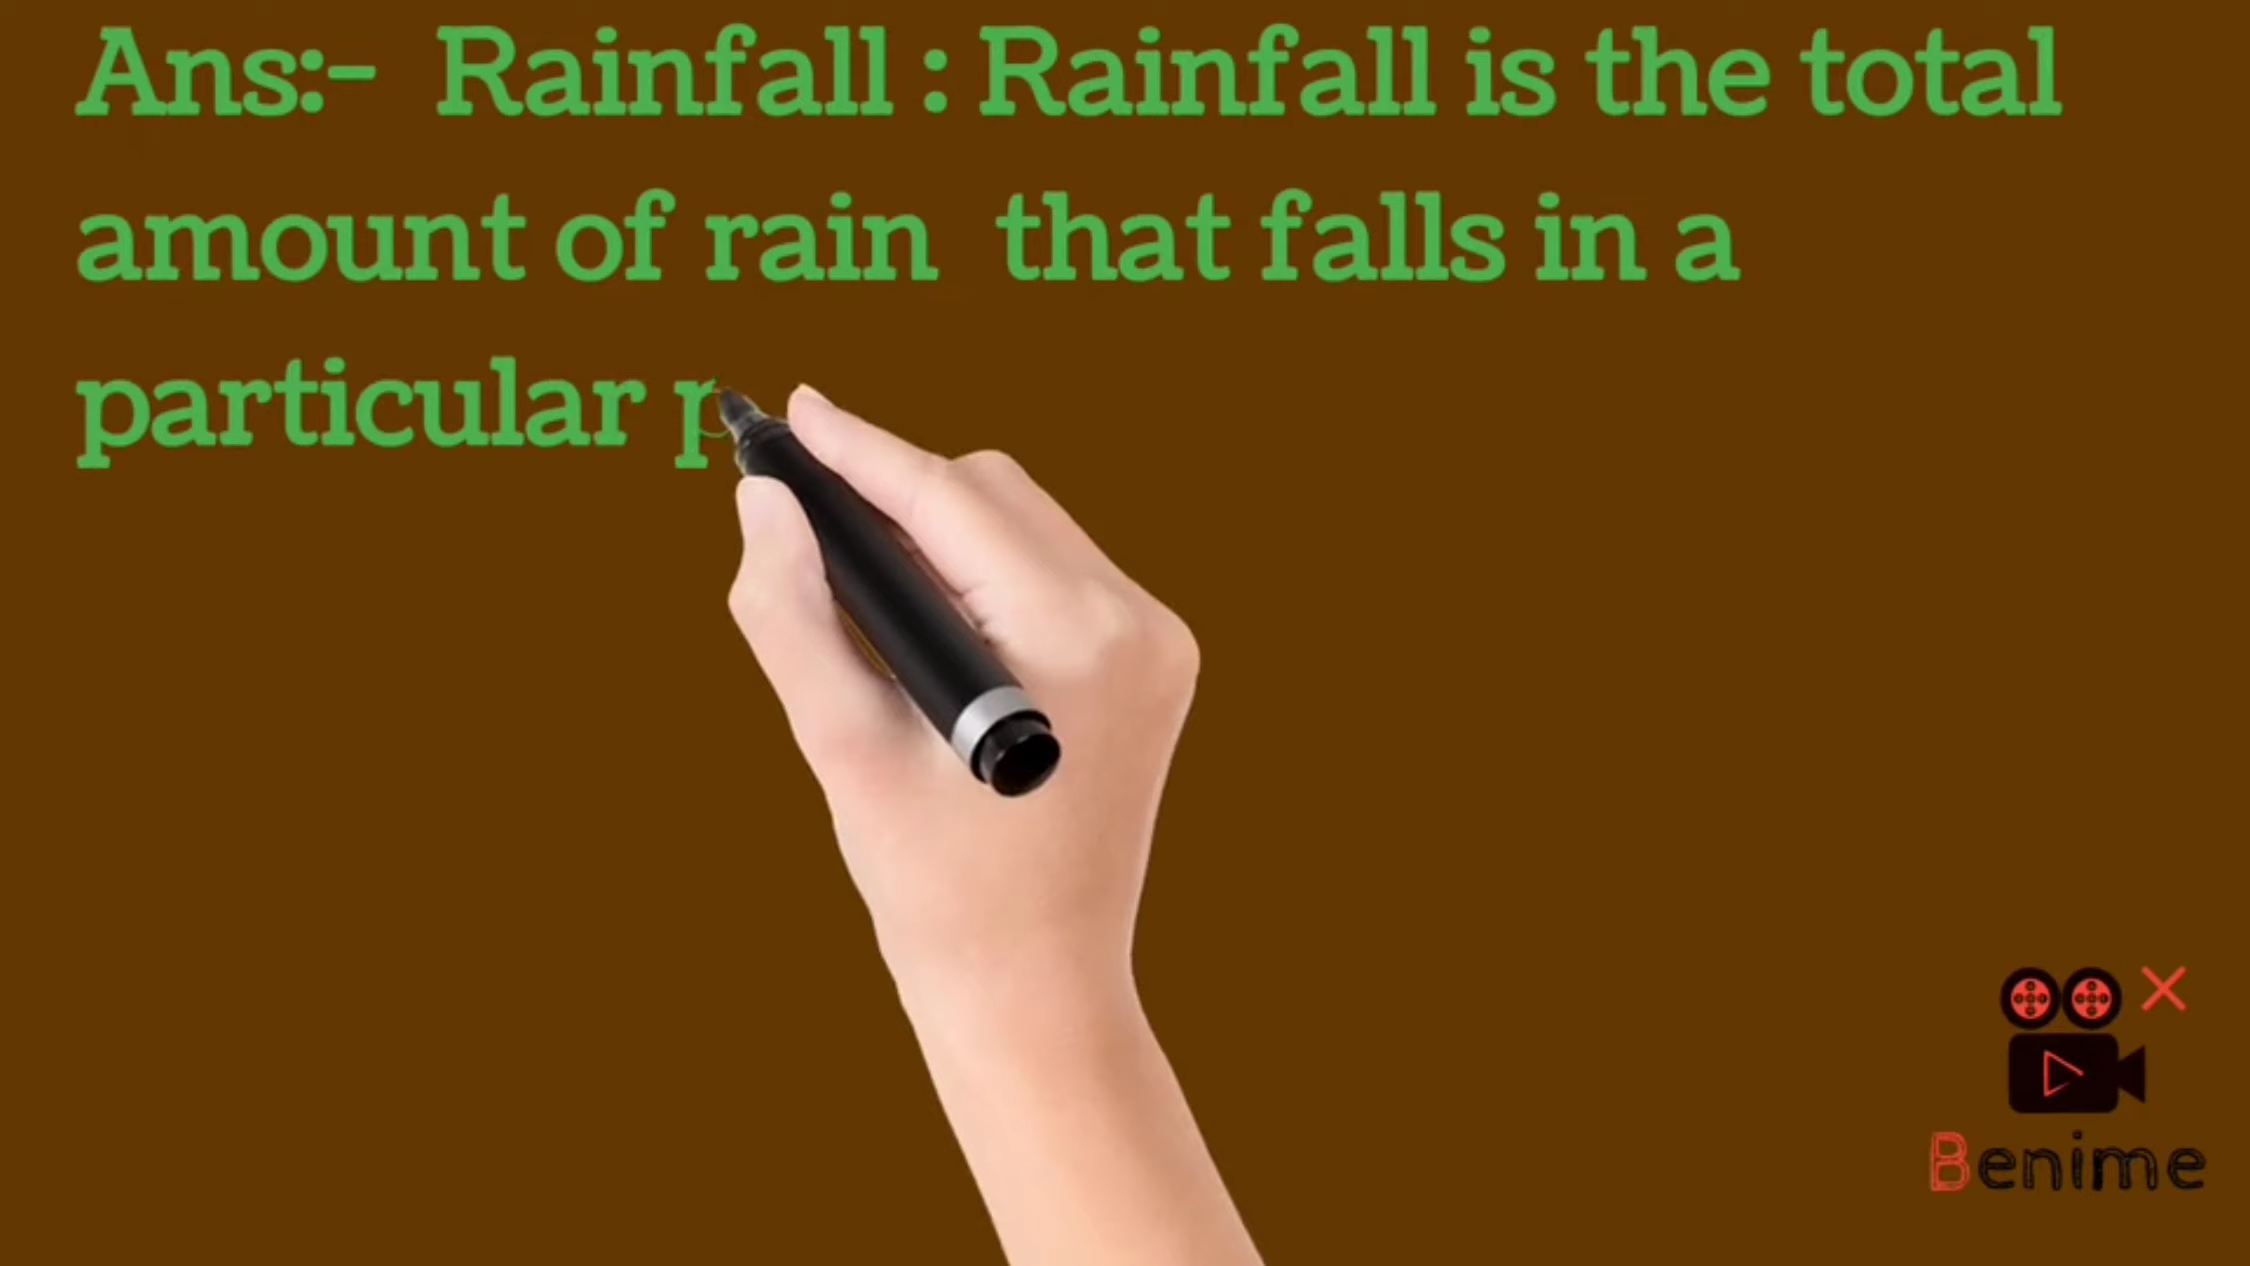 Ans:- Rainfall : Rainfall is the total
amount of rain that falls in a
particular p
Benime